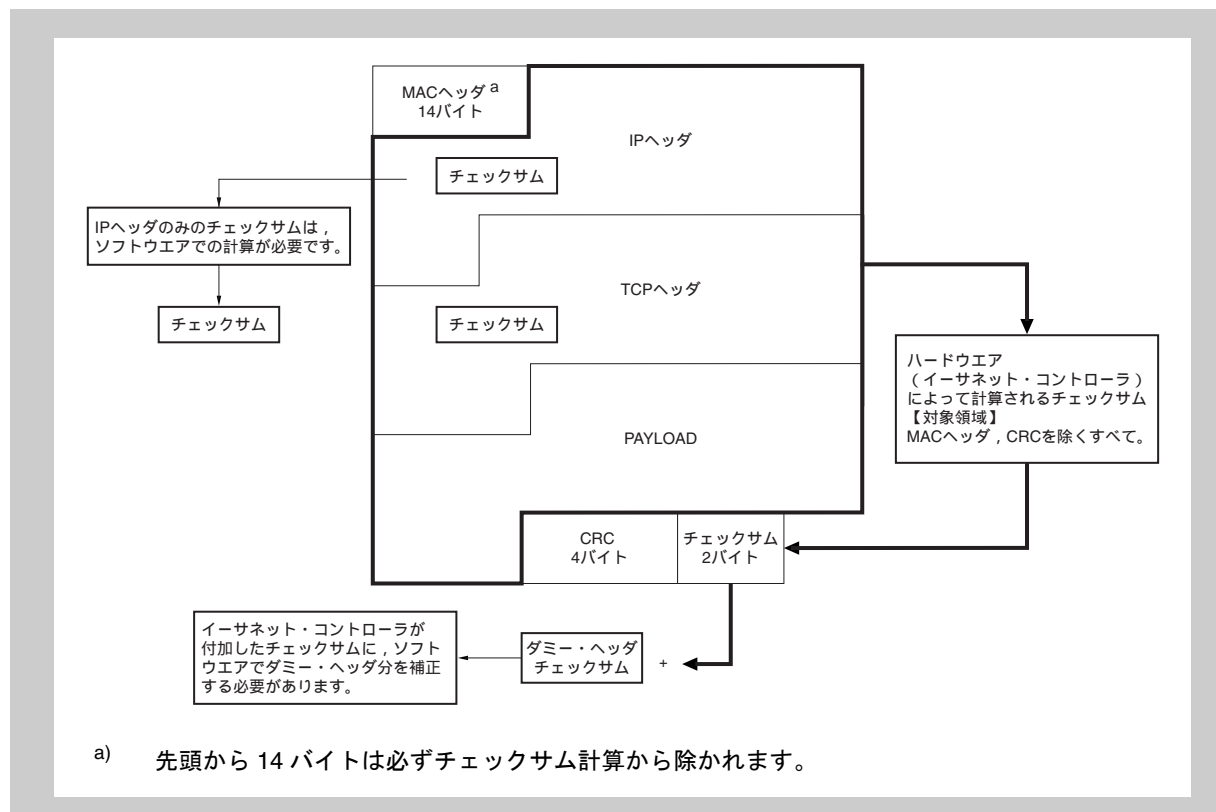 MACヘッダ a
14バイト
IPヘッダ
チェックサム
IPヘッダのみのチェックサムは，
ソフトウエアでの計算が必要です。
チェックサム
TCPヘッダ
チェックサム
ハードウエア
（イーサネット・コントローラ）
によって計算されるチェックサム
【対象領域】
MACヘッダ，CRCを除くすべて。
PAYLOAD
CRC
4バイト
チェックサム
2バイト
イーサネット・コントローラが
付加したチェックサムに，ソフト
ウエアでダミー・ヘッダ分を補正
する必要があります。
ダミー・ヘッダ
チェックサム
+
a) 先頭から 14 バイトは必ずチェックサム計算から除かれます。